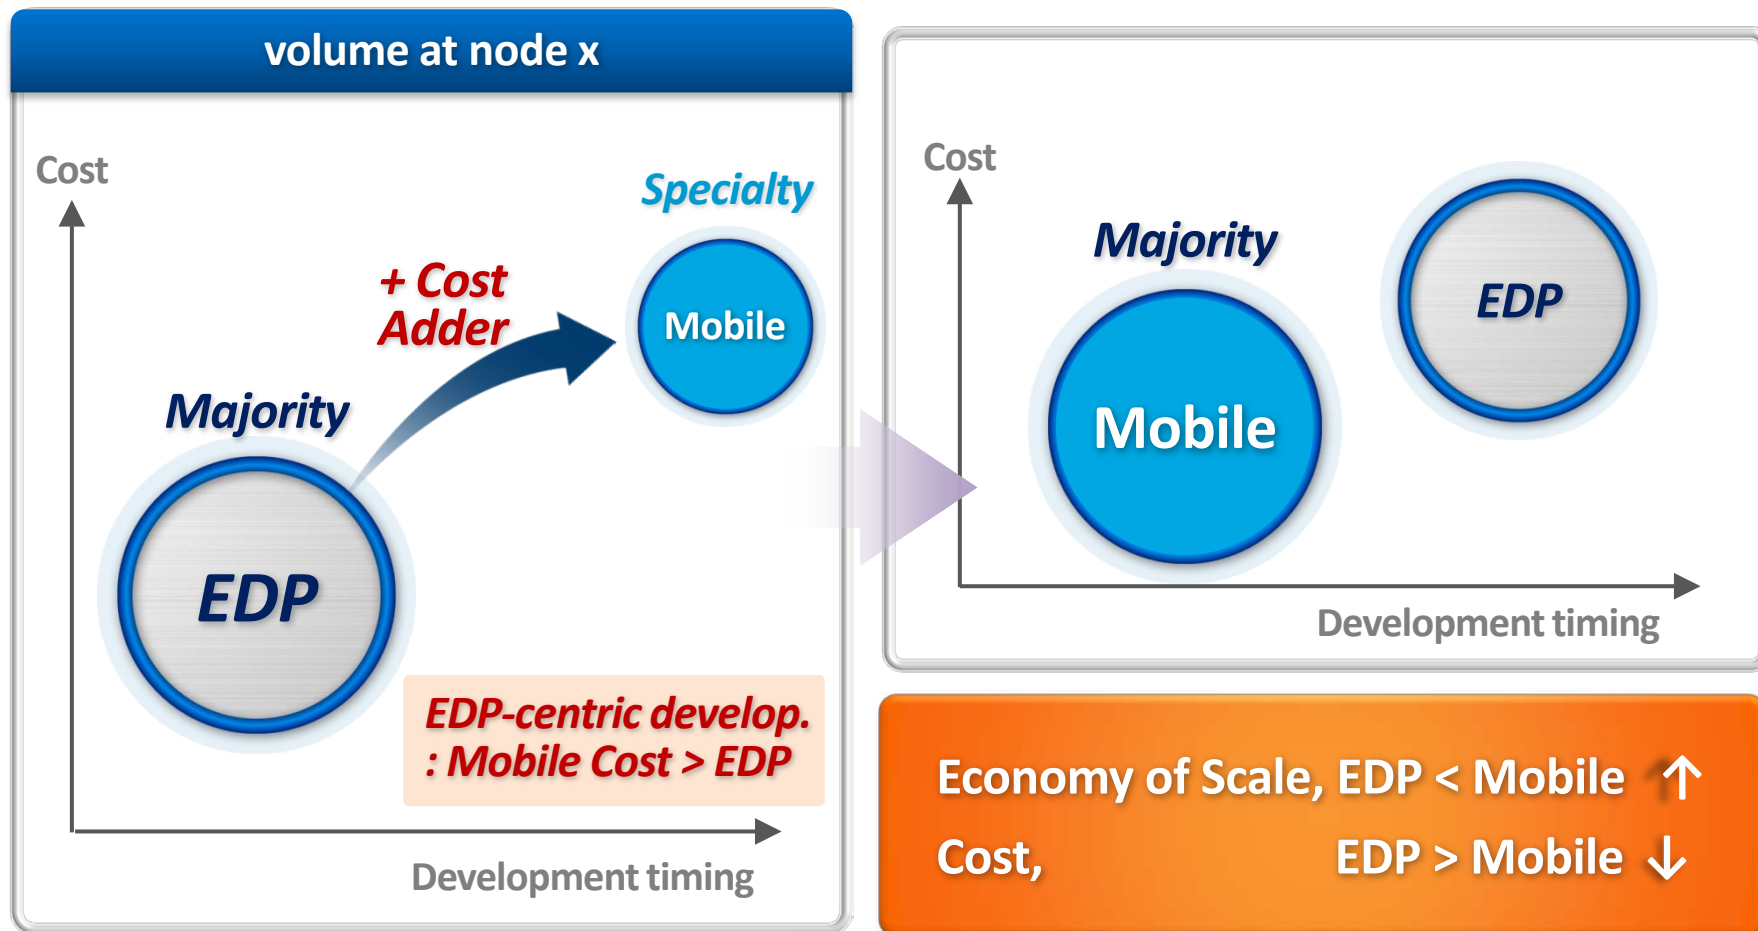 volume at node x
Cost
Specialty
+ Cost
Adder
Mobile
Majority
EDP
EDP-centric develop.
: Mobile Cost > EDP
Development timing
Cost
Majority
EDP
Mobile
Development timing
Economy of Scale, EDP < Mobile ↑
Cost, EDP > Mobile ↓